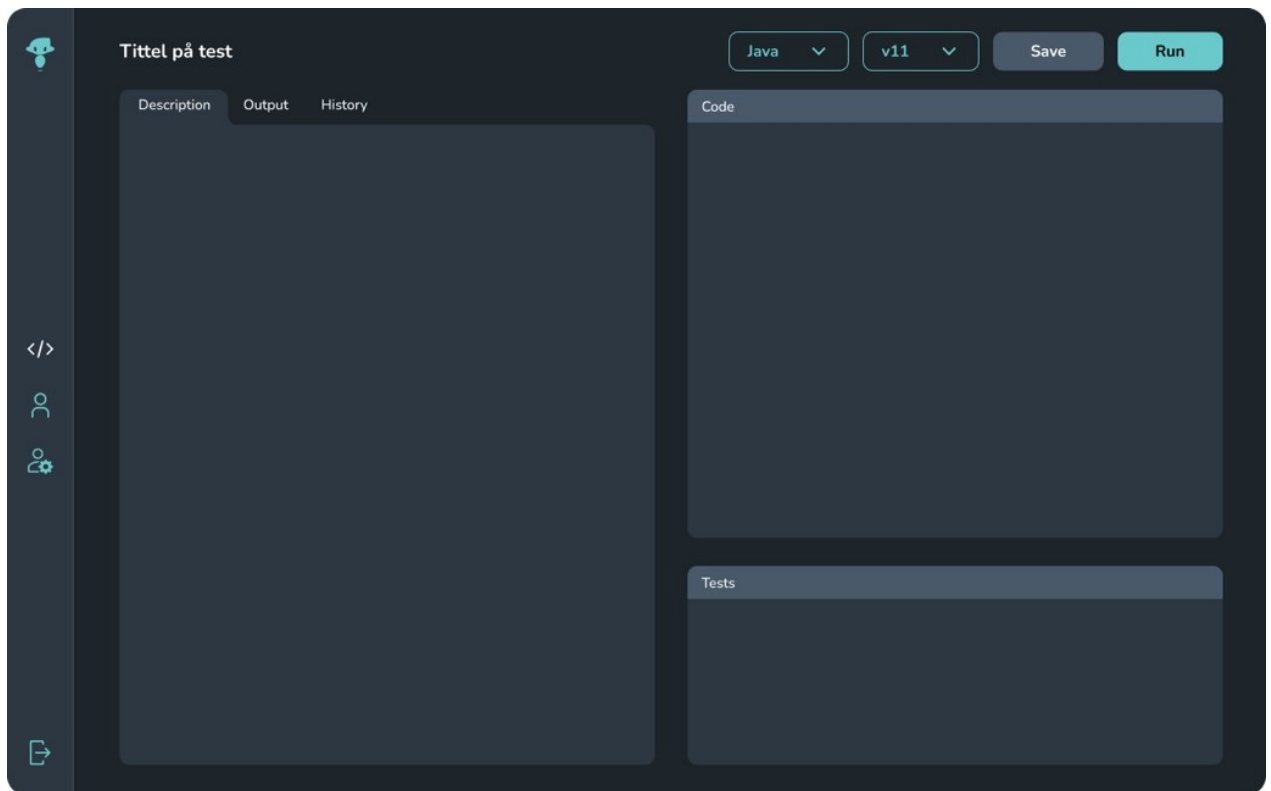 Tittel på test
Java
v11
Save
Run
Description
Output
History
Code
</>
Tests